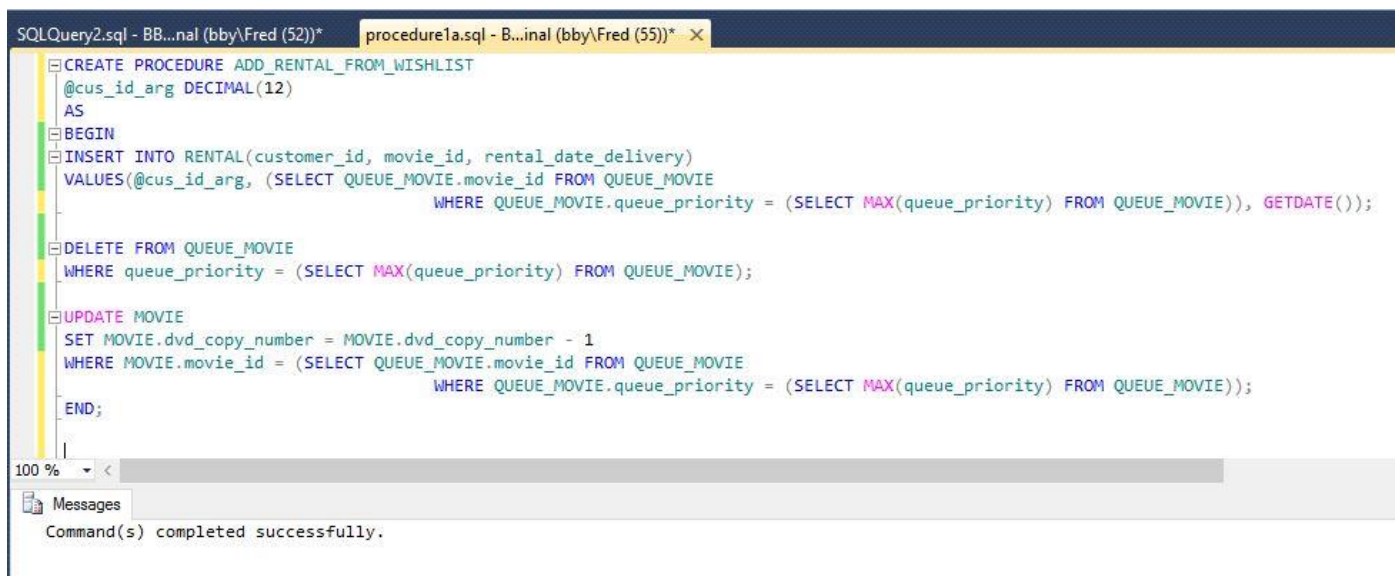 SQLQuery2.sql - BB...nal (bby\Fred (52))*
procedure1a.sql - B...inal (bby\Fred (55))*
CREATE PROCEDURE ADD_RENTAL_FROM_WISHLIST
@cus_id_arg DECIMAL(12)
AS
BEGIN
INSERT INTO RENTAL(customer_id, movie_id, rental_date_delivery)
VALUES(@cus_id_arg, (SELECT QUEUE_MOVIE.movie_id FROM QUEUE_MOVIE
WHERE QUEUE_MOVIE.queue_priority = (SELECT MAX(queue_priority) FROM QUEUE_MOVIE)), GETDATE());
DELETE FROM QUEUE_MOVIE
WHERE queue_priority = (SELECT MAX(queue_priority) FROM QUEUE_MOVIE);
UPDATE MOVIE
SET MOVIE.dvd_copy_number = MOVIE.dvd_copy_number - 1
WHERE MOVIE.movie_id = (SELECT QUEUE_MOVIE.movie_id FROM QUEUE_MOVIE
WHERE QUEUE_MOVIE.queue_priority = (SELECT MAX(queue_priority) FROM QUEUE_MOVIE));
END;
100 %
Messages
Command(s) completed successfully.